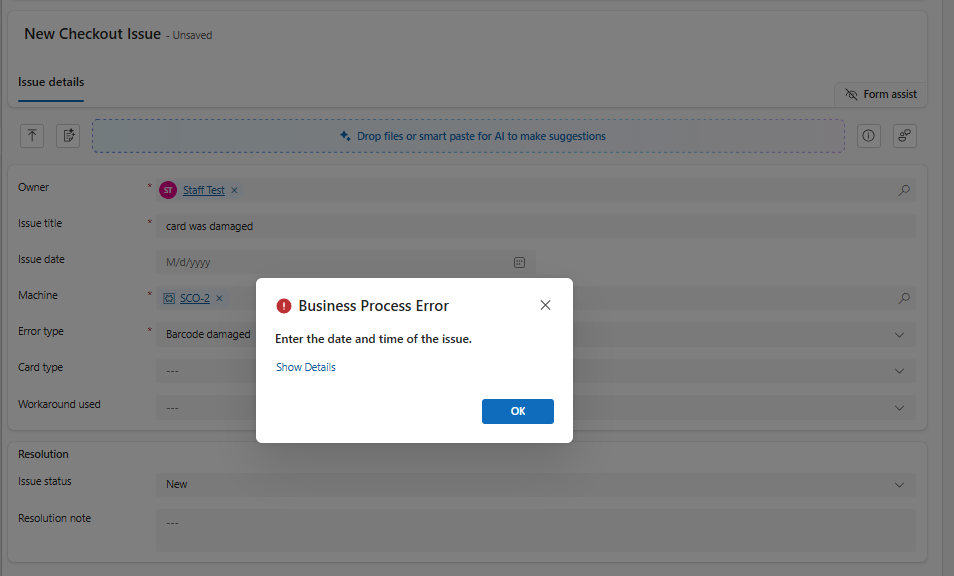 New Checkout Issue - Unsaved
Issue details
Form assist
Drop files or smart paste for AI to make suggestions
Owner * ST Staff Test ×
Issue title * card was damaged
Issue date M/d/yyyy
Machine * SCO-2 ×
Error type * Barcode damaged
Card type ---
Workaround used ---
Business Process Error
Enter the date and time of the issue.
Show Details
OK
Resolution
Issue status New
Resolution note ---